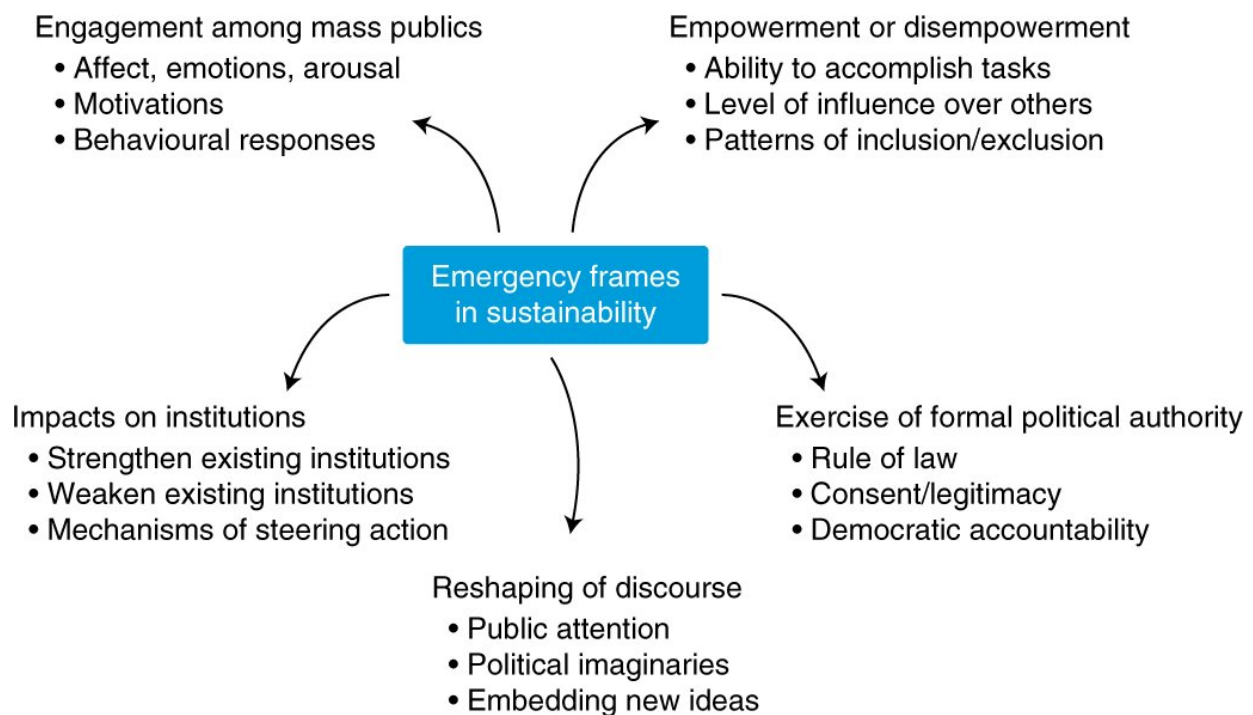 Engagement among mass publics
• Affect, emotions, arousal
• Motivations
• Behavioural responses
Empowerment or disempowerment
• Ability to accomplish tasks
• Level of influence over others
• Patterns of inclusion/exclusion
Emergency frames
in sustainability
Impacts on institutions
• Strengthen existing institutions
• Weaken existing institutions
• Mechanisms of steering action
Exercise of formal political authority
• Rule of law
• Consent/legitimacy
• Democratic accountability
Reshaping of discourse
• Public attention
• Political imaginaries
• Embedding new ideas